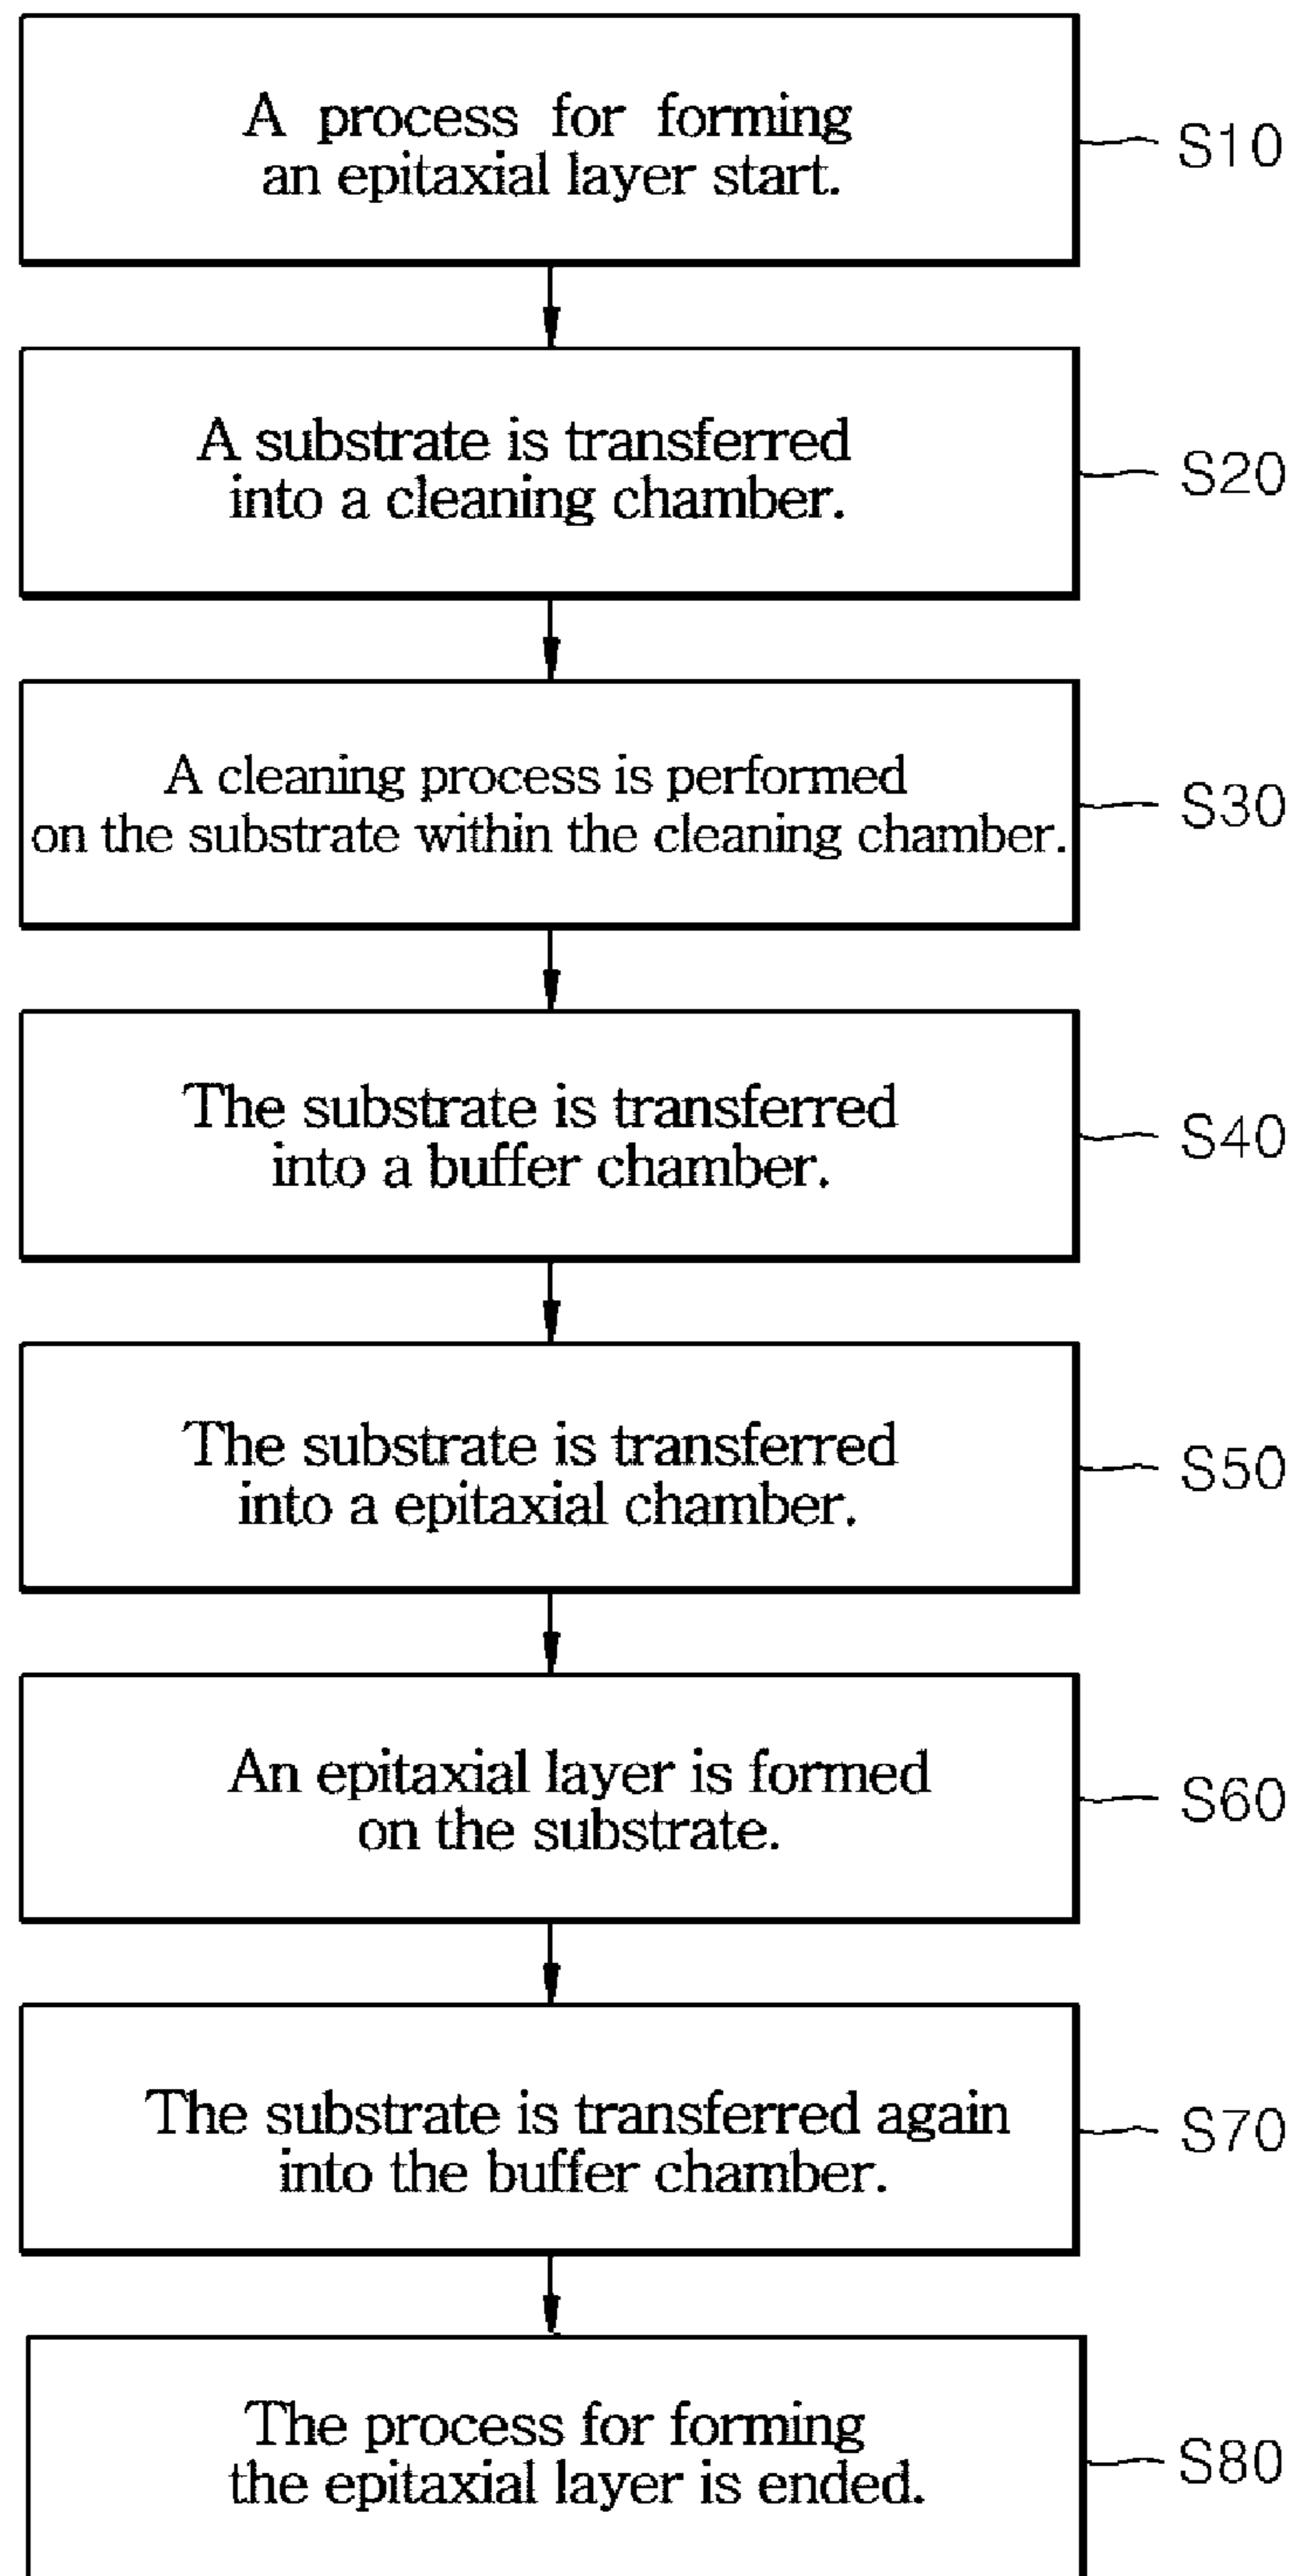 A process for forming
an epitaxial layer start.
S10
A substrate is transferred
into a cleaning chamber.
S20
A cleaning process is performed
on the substrate within the cleaning chamber.
S30
The substrate is transferred
into a buffer chamber.
S40
The substrate is transferred
into a epitaxial chamber.
S50
An epitaxial layer is formed
on the substrate.
S60
The substrate is transferred again
into the buffer chamber.
S70
The process for forming
the epitaxial layer is ended.
S80